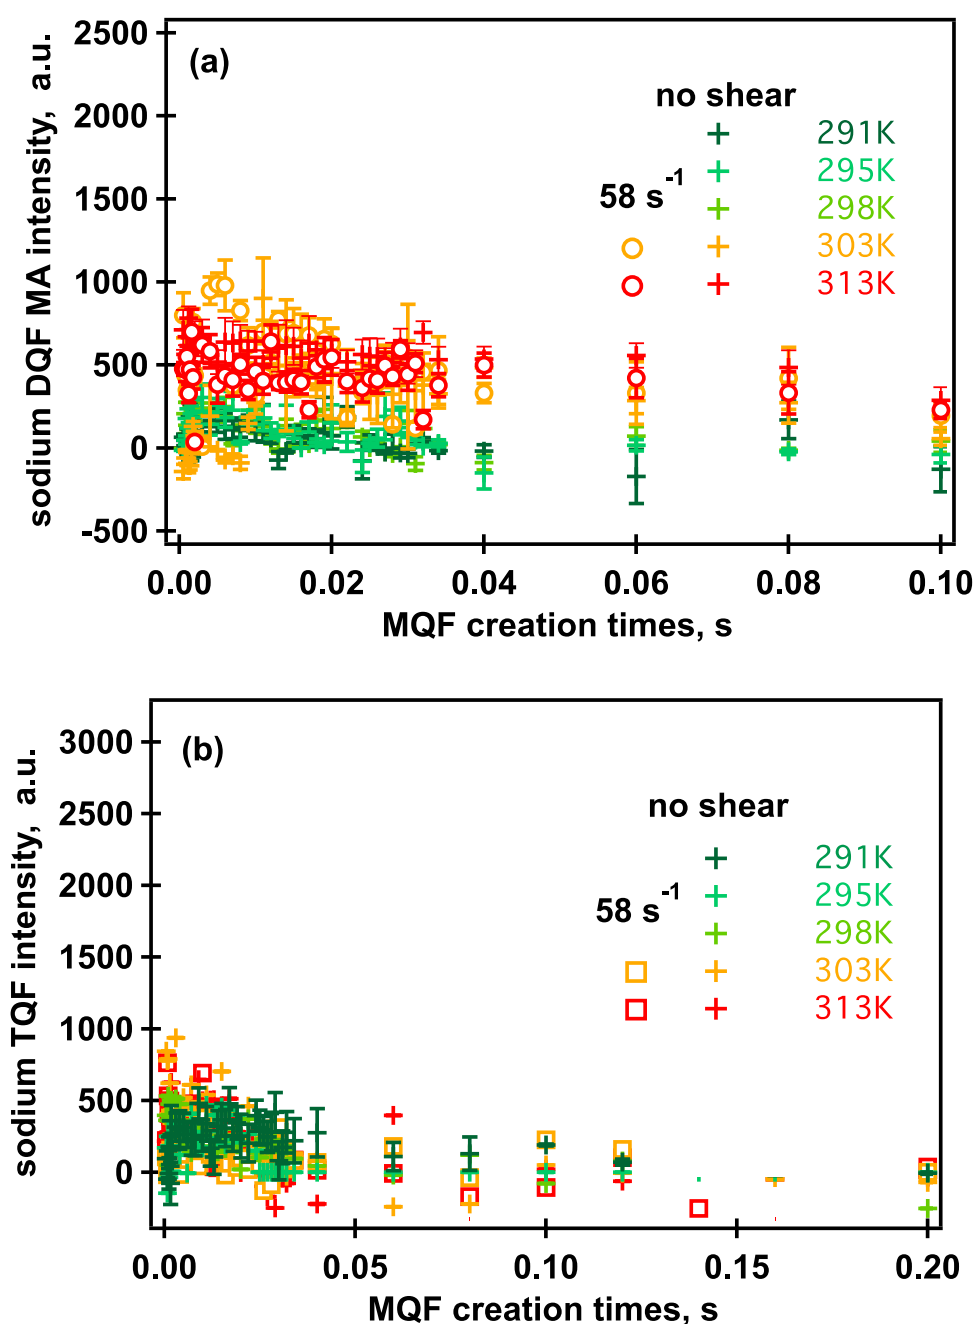 (a)
sodium DQF MA intensity, a.u.
2500
2000
1500
1000
500
0
-500
no shear
58 s⁻¹
291K
295K
298K
303K
313K
0.00 0.02 0.04 0.06 0.08 0.10
MQF creation times, s
(b)
sodium TQF intensity, a.u.
3000
2500
2000
1500
1000
500
0
no shear
58 s⁻¹
291K
295K
298K
303K
313K
0.00 0.05 0.10 0.15 0.20
MQF creation times, s